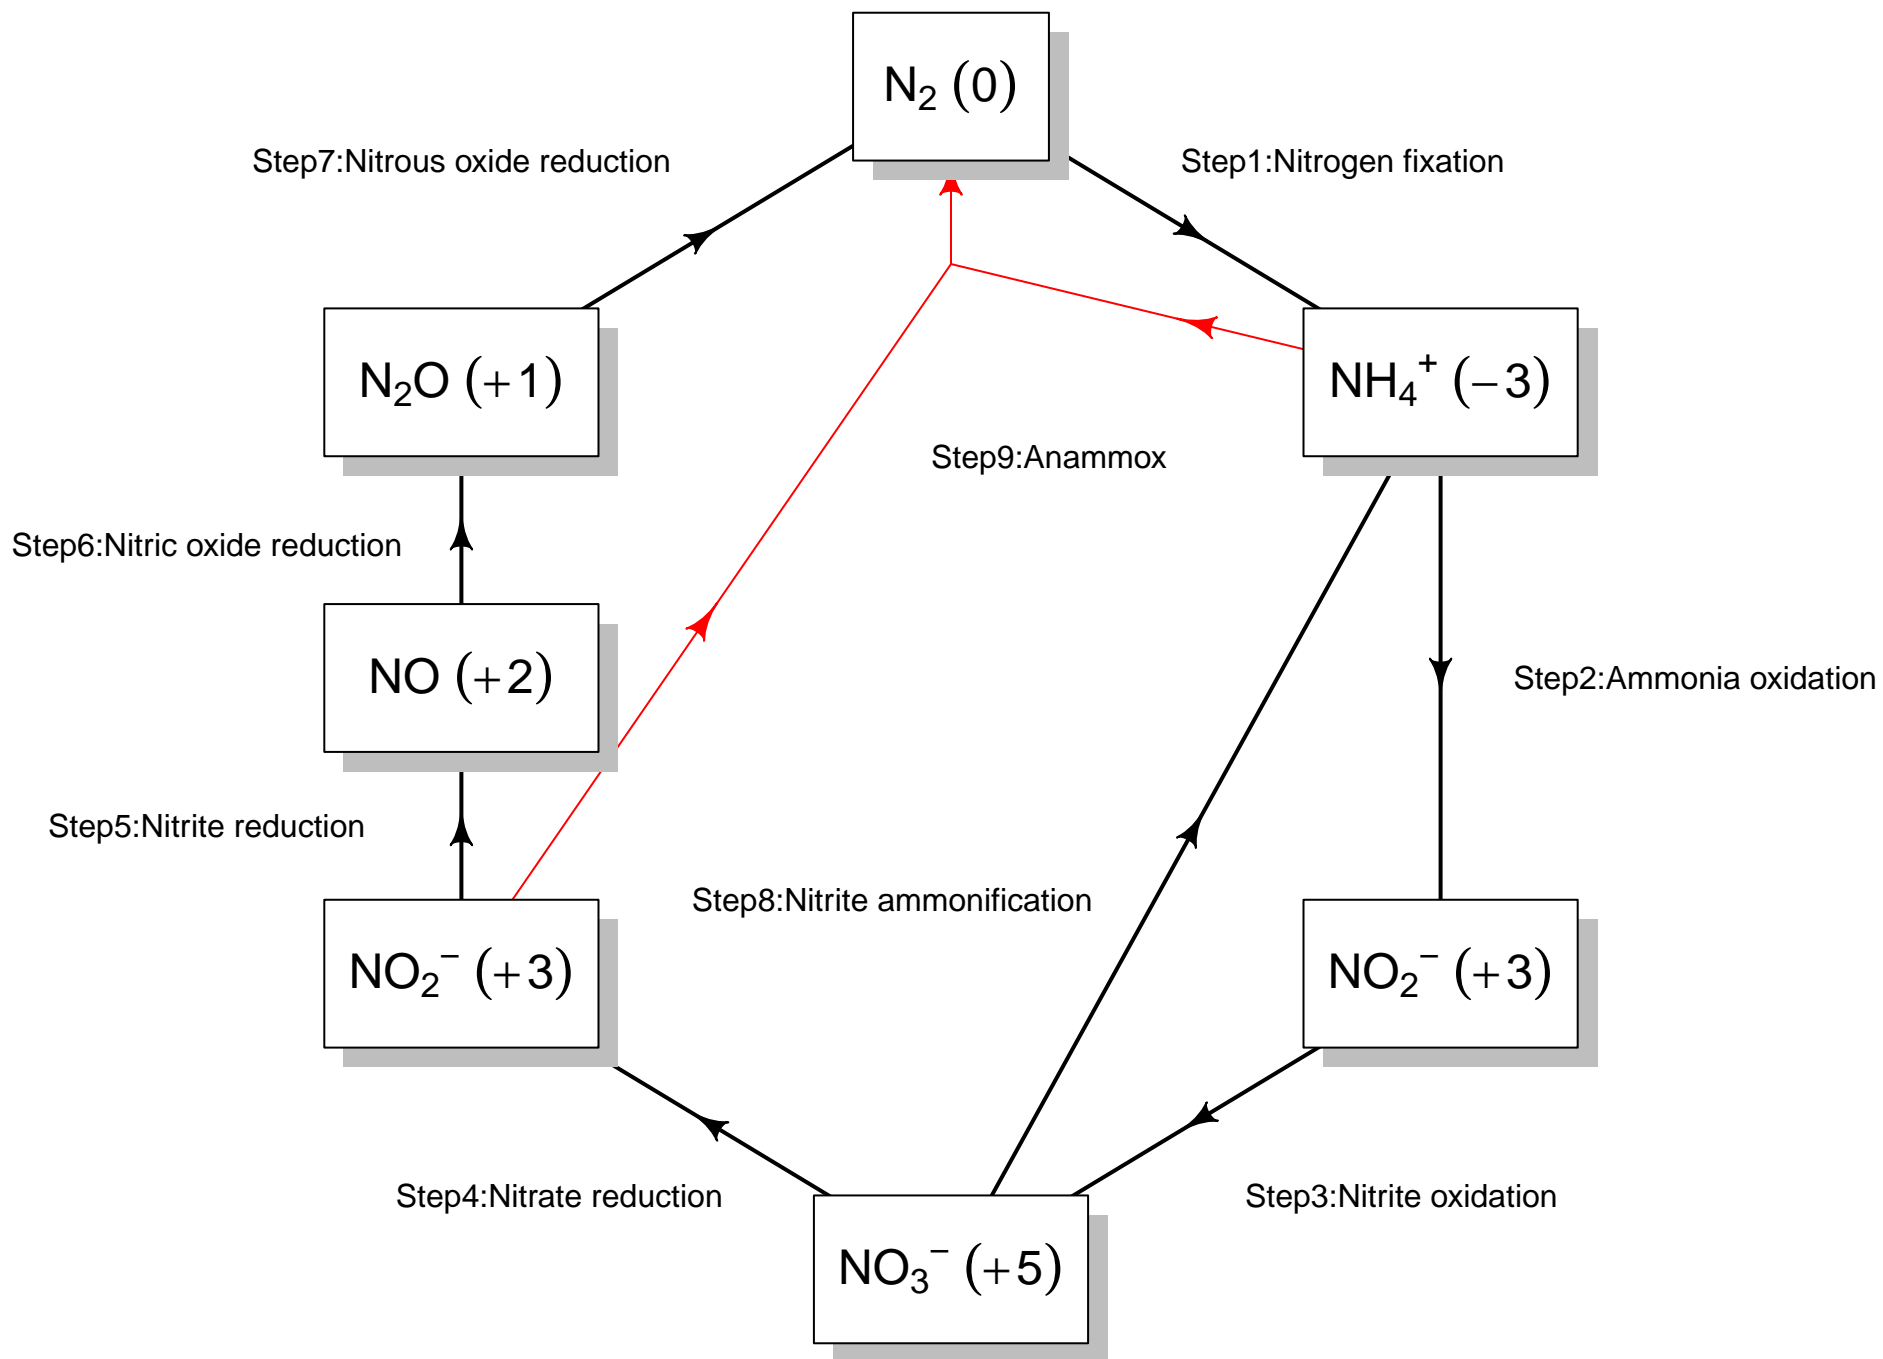 N₂ (0)
Step7:Nitrous oxide reduction
Step1:Nitrogen fixation
N₂O (+1)
NH₄⁺ (−3)
Step9:Anammox
Step6:Nitric oxide reduction
NO (+2)
Step2:Ammonia oxidation
Step5:Nitrite reduction
Step8:Nitrite ammonification
NO₂⁻ (+3)
NO₂⁻ (+3)
Step4:Nitrate reduction
Step3:Nitrite oxidation
NO₃⁻ (+5)